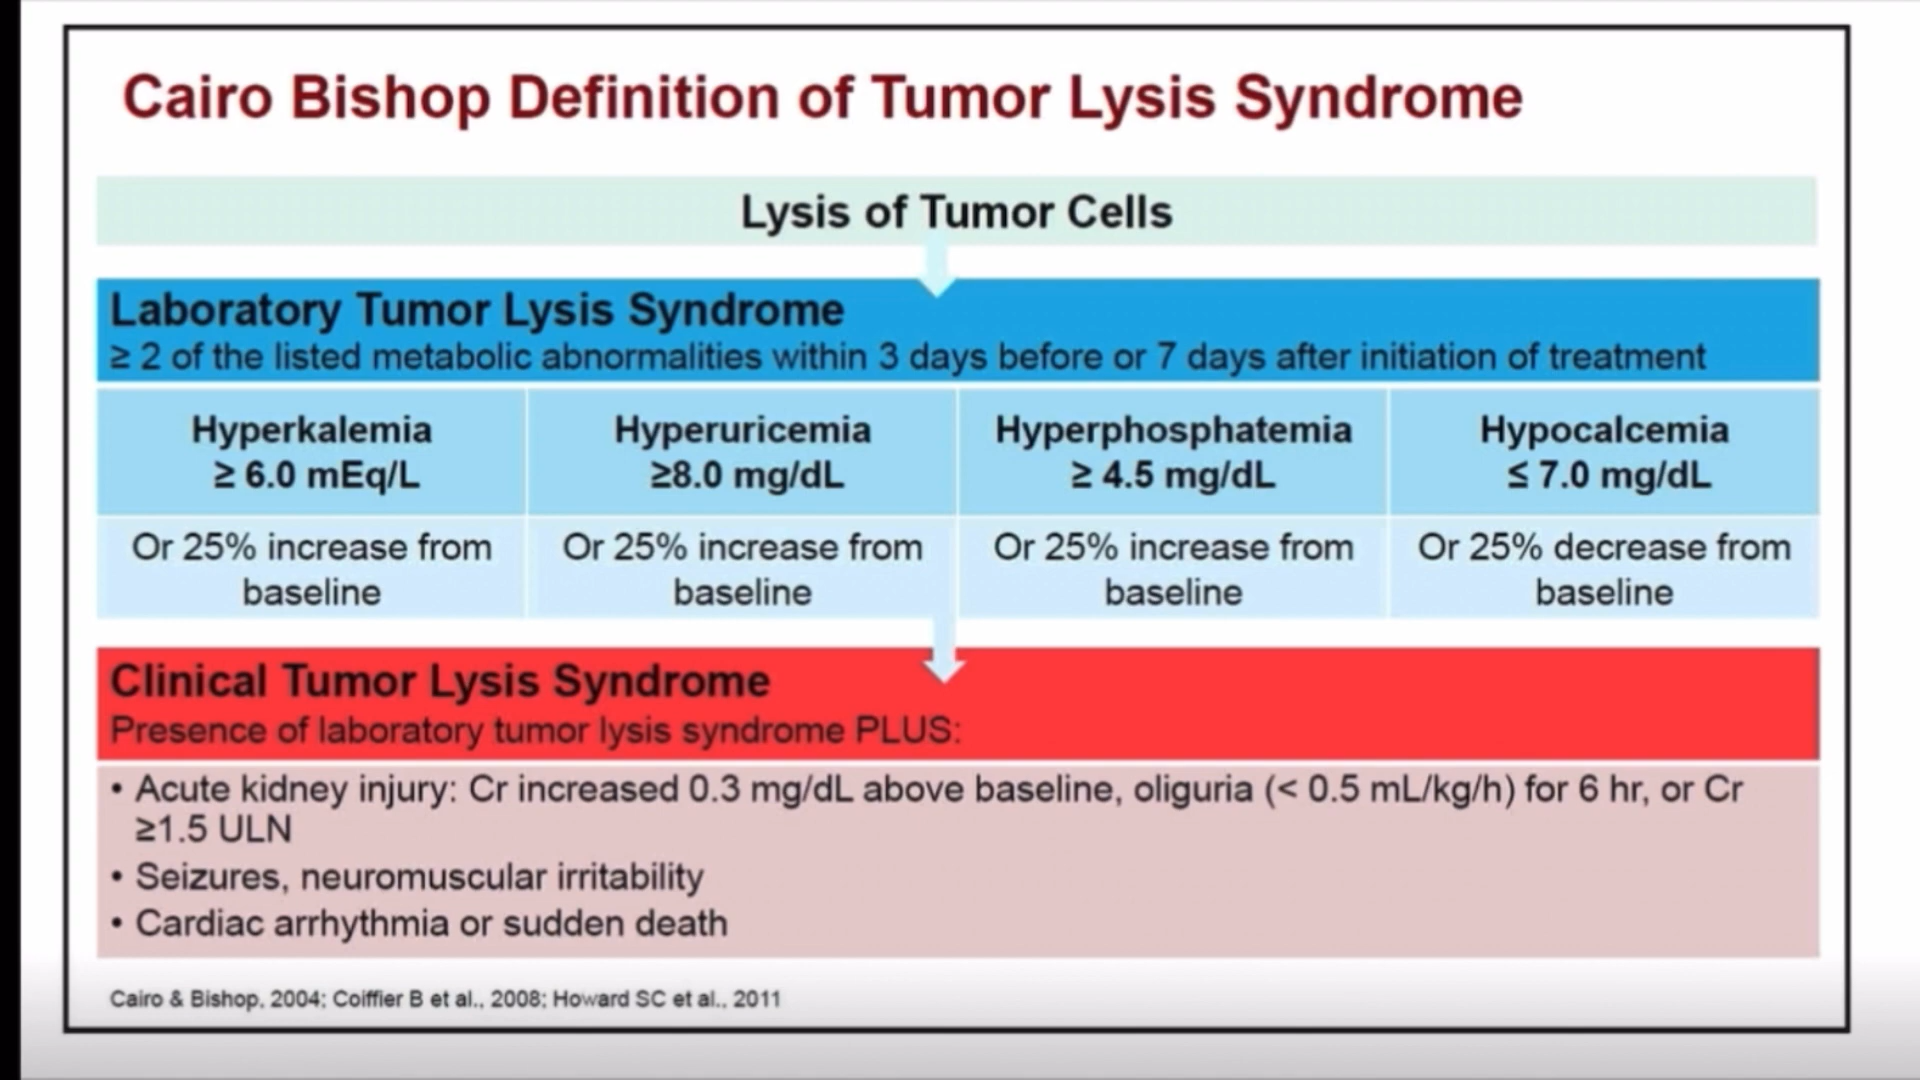 Cairo Bishop Definition of Tumor Lysis Syndrome
Lysis of Tumor Cells
Laboratory Tumor Lysis Syndrome
≥ 2 of the listed metabolic abnormalities within 3 days before or 7 days after initiation of treatment
Hyperkalemia
≥ 6.0 mEq/L
Hyperuricemia
≥8.0 mg/dL
Hyperphosphatemia
≥ 4.5 mg/dL
Hypocalcemia
≤ 7.0 mg/dL
Or 25% increase from
baseline
Or 25% increase from
baseline
Or 25% increase from
baseline
Or 25% decrease from
baseline
Clinical Tumor Lysis Syndrome
Presence of laboratory tumor lysis syndrome PLUS:
• Acute kidney injury: Cr increased 0.3 mg/dL above baseline, oliguria (< 0.5 mL/kg/h) for 6 hr, or Cr
≥1.5 ULN
• Seizures, neuromuscular irritability
• Cardiac arrhythmia or sudden death
Cairo & Bishop, 2004; Coiffier B et al., 2008; Howard SC et al., 2011